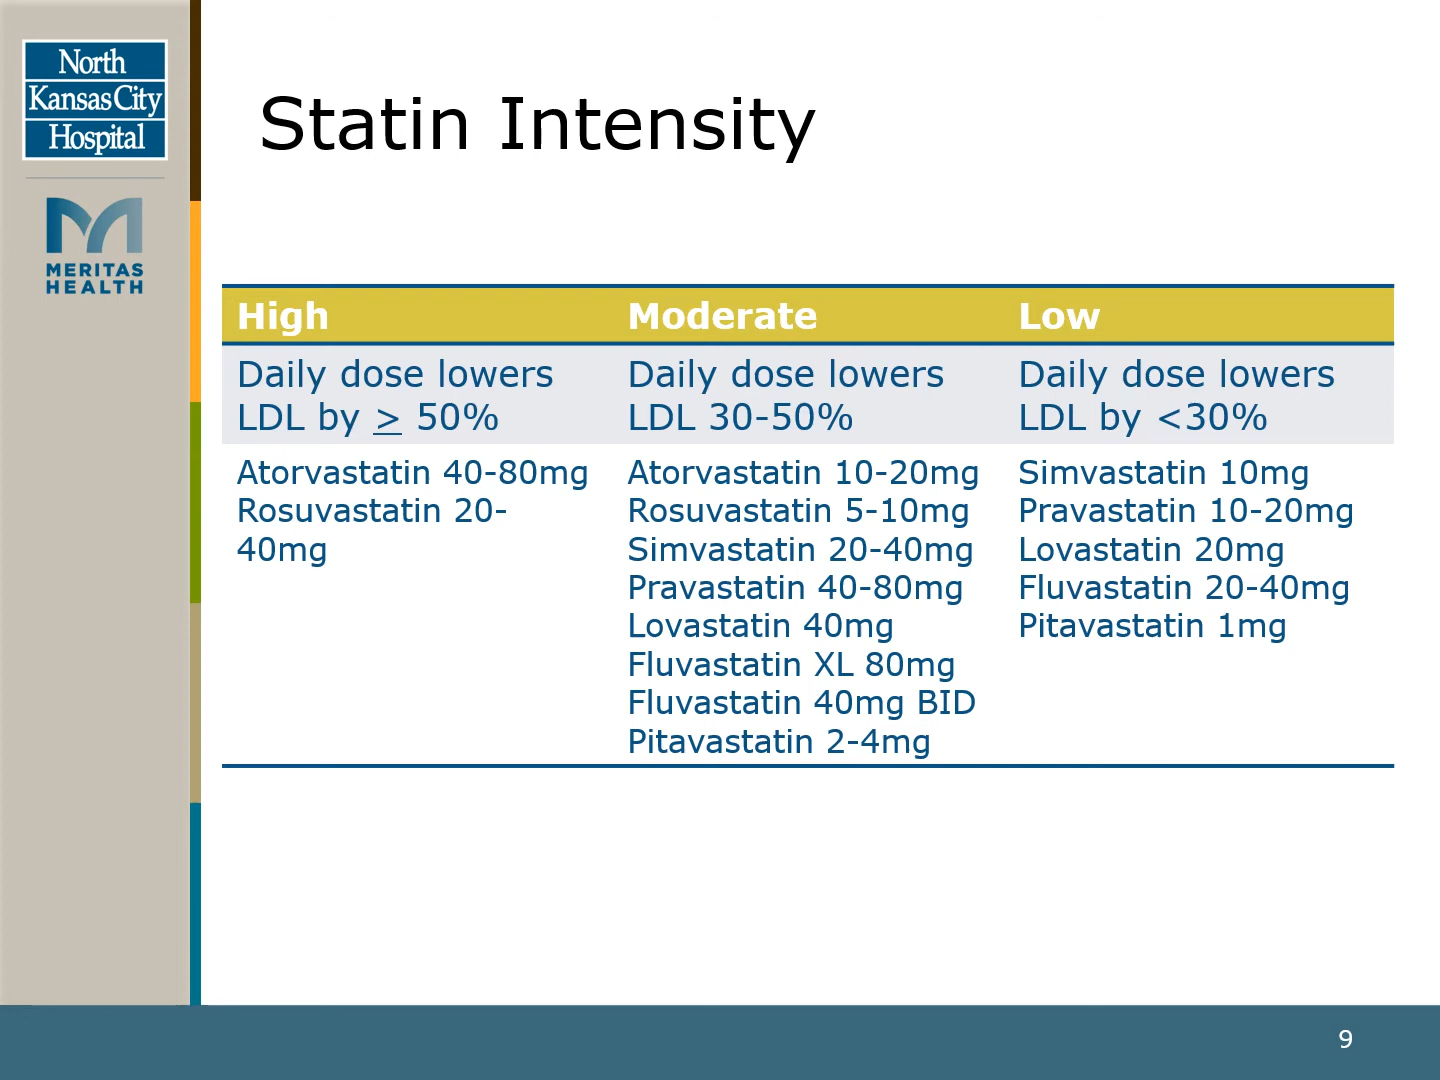 North
Kansas City
Hospital
MERITAS
HEALTH
Statin Intensity
High
Daily dose lowers
LDL by > 50%
Atorvastatin 40-80mg
Rosuvastatin 20-
40mg
Moderate
Daily dose lowers
LDL 30-50%
Atorvastatin 10-20mg
Rosuvastatin 5-10mg
Simvastatin 20-40mg
Pravastatin 40-80mg
Lovastatin 40mg
Fluvastatin XL 80mg
Fluvastatin 40mg BID
Pitavastatin 2-4mg
Low
Daily dose lowers
LDL by <30%
Simvastatin 10mg
Pravastatin 10-20mg
Lovastatin 20mg
Fluvastatin 20-40mg
Pitavastatin 1mg
9